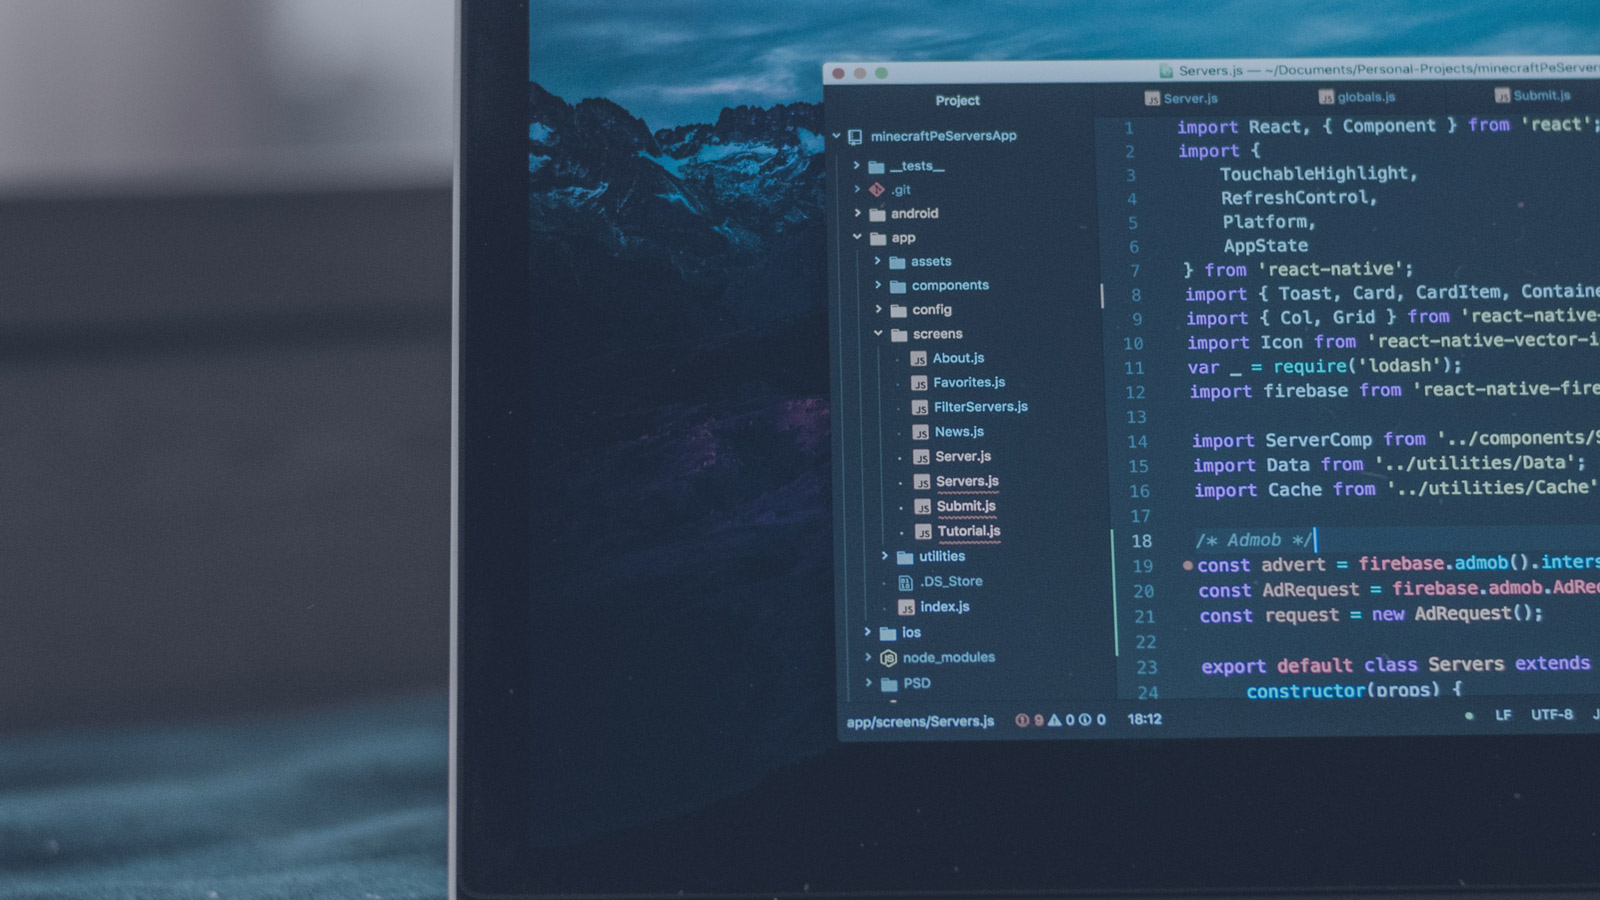 Servers.js — ~/Documents/Personal-Projects/minecraftPeServers
Project
Server.js
globals.js
Submit.js
minecraftPeServersApp
__tests__
.git
android
app
assets
components
config
screens
About.js
Favorites.js
FilterServers.js
News.js
Server.js
Servers.js
Submit.js
Tutorial.js
utilities
.DS_Store
index.js
ios
node_modules
PSD
1 import React, { Component } from 'react';
2 import {
3 TouchableHighlight,
4 RefreshControl,
5 Platform,
6 AppState
7 } from 'react-native';
8 import { Toast, Card, CardItem, Containe
9 import { Col, Grid } from 'react-native-
10 import Icon from 'react-native-vector-i
11 var _ = require('lodash');
12 import firebase from 'react-native-fire
13
14 import ServerComp from '../components/S
15 import Data from '../utilities/Data';
16 import Cache from '../utilities/Cache'
17
18 /* Admob */
19 const advert = firebase.admob().inters
20 const AdRequest = firebase.admob.AdReq
21 const request = new AdRequest();
22
23 export default class Servers extends
24 constructor(props) {
app/screens/Servers.js 9 0 0 18:12 LF UTF-8 J